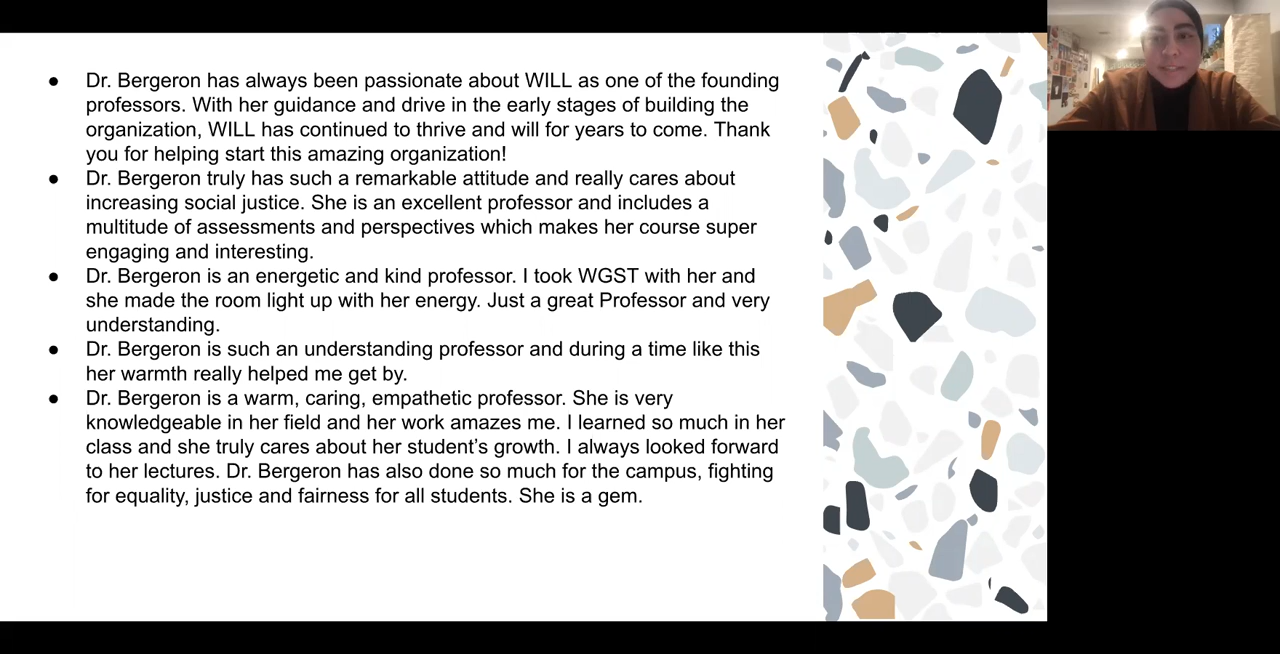 ● Dr. Bergeron has always been passionate about WILL as one of the founding
professors. With her guidance and drive in the early stages of building the
organization, WILL has continued to thrive and will for years to come. Thank
you for helping start this amazing organization!
● Dr. Bergeron truly has such a remarkable attitude and really cares about
increasing social justice. She is an excellent professor and includes a
multitude of assessments and perspectives which makes her course super
engaging and interesting.
● Dr. Bergeron is an energetic and kind professor. I took WGST with her and
she made the room light up with her energy. Just a great Professor and very
understanding.
● Dr. Bergeron is such an understanding professor and during a time like this
her warmth really helped me get by.
● Dr. Bergeron is a warm, caring, empathetic professor. She is very
knowledgeable in her field and her work amazes me. I learned so much in her
class and she truly cares about her student’s growth. I always looked forward
to her lectures. Dr. Bergeron has also done so much for the campus, fighting
for equality, justice and fairness for all students. She is a gem.